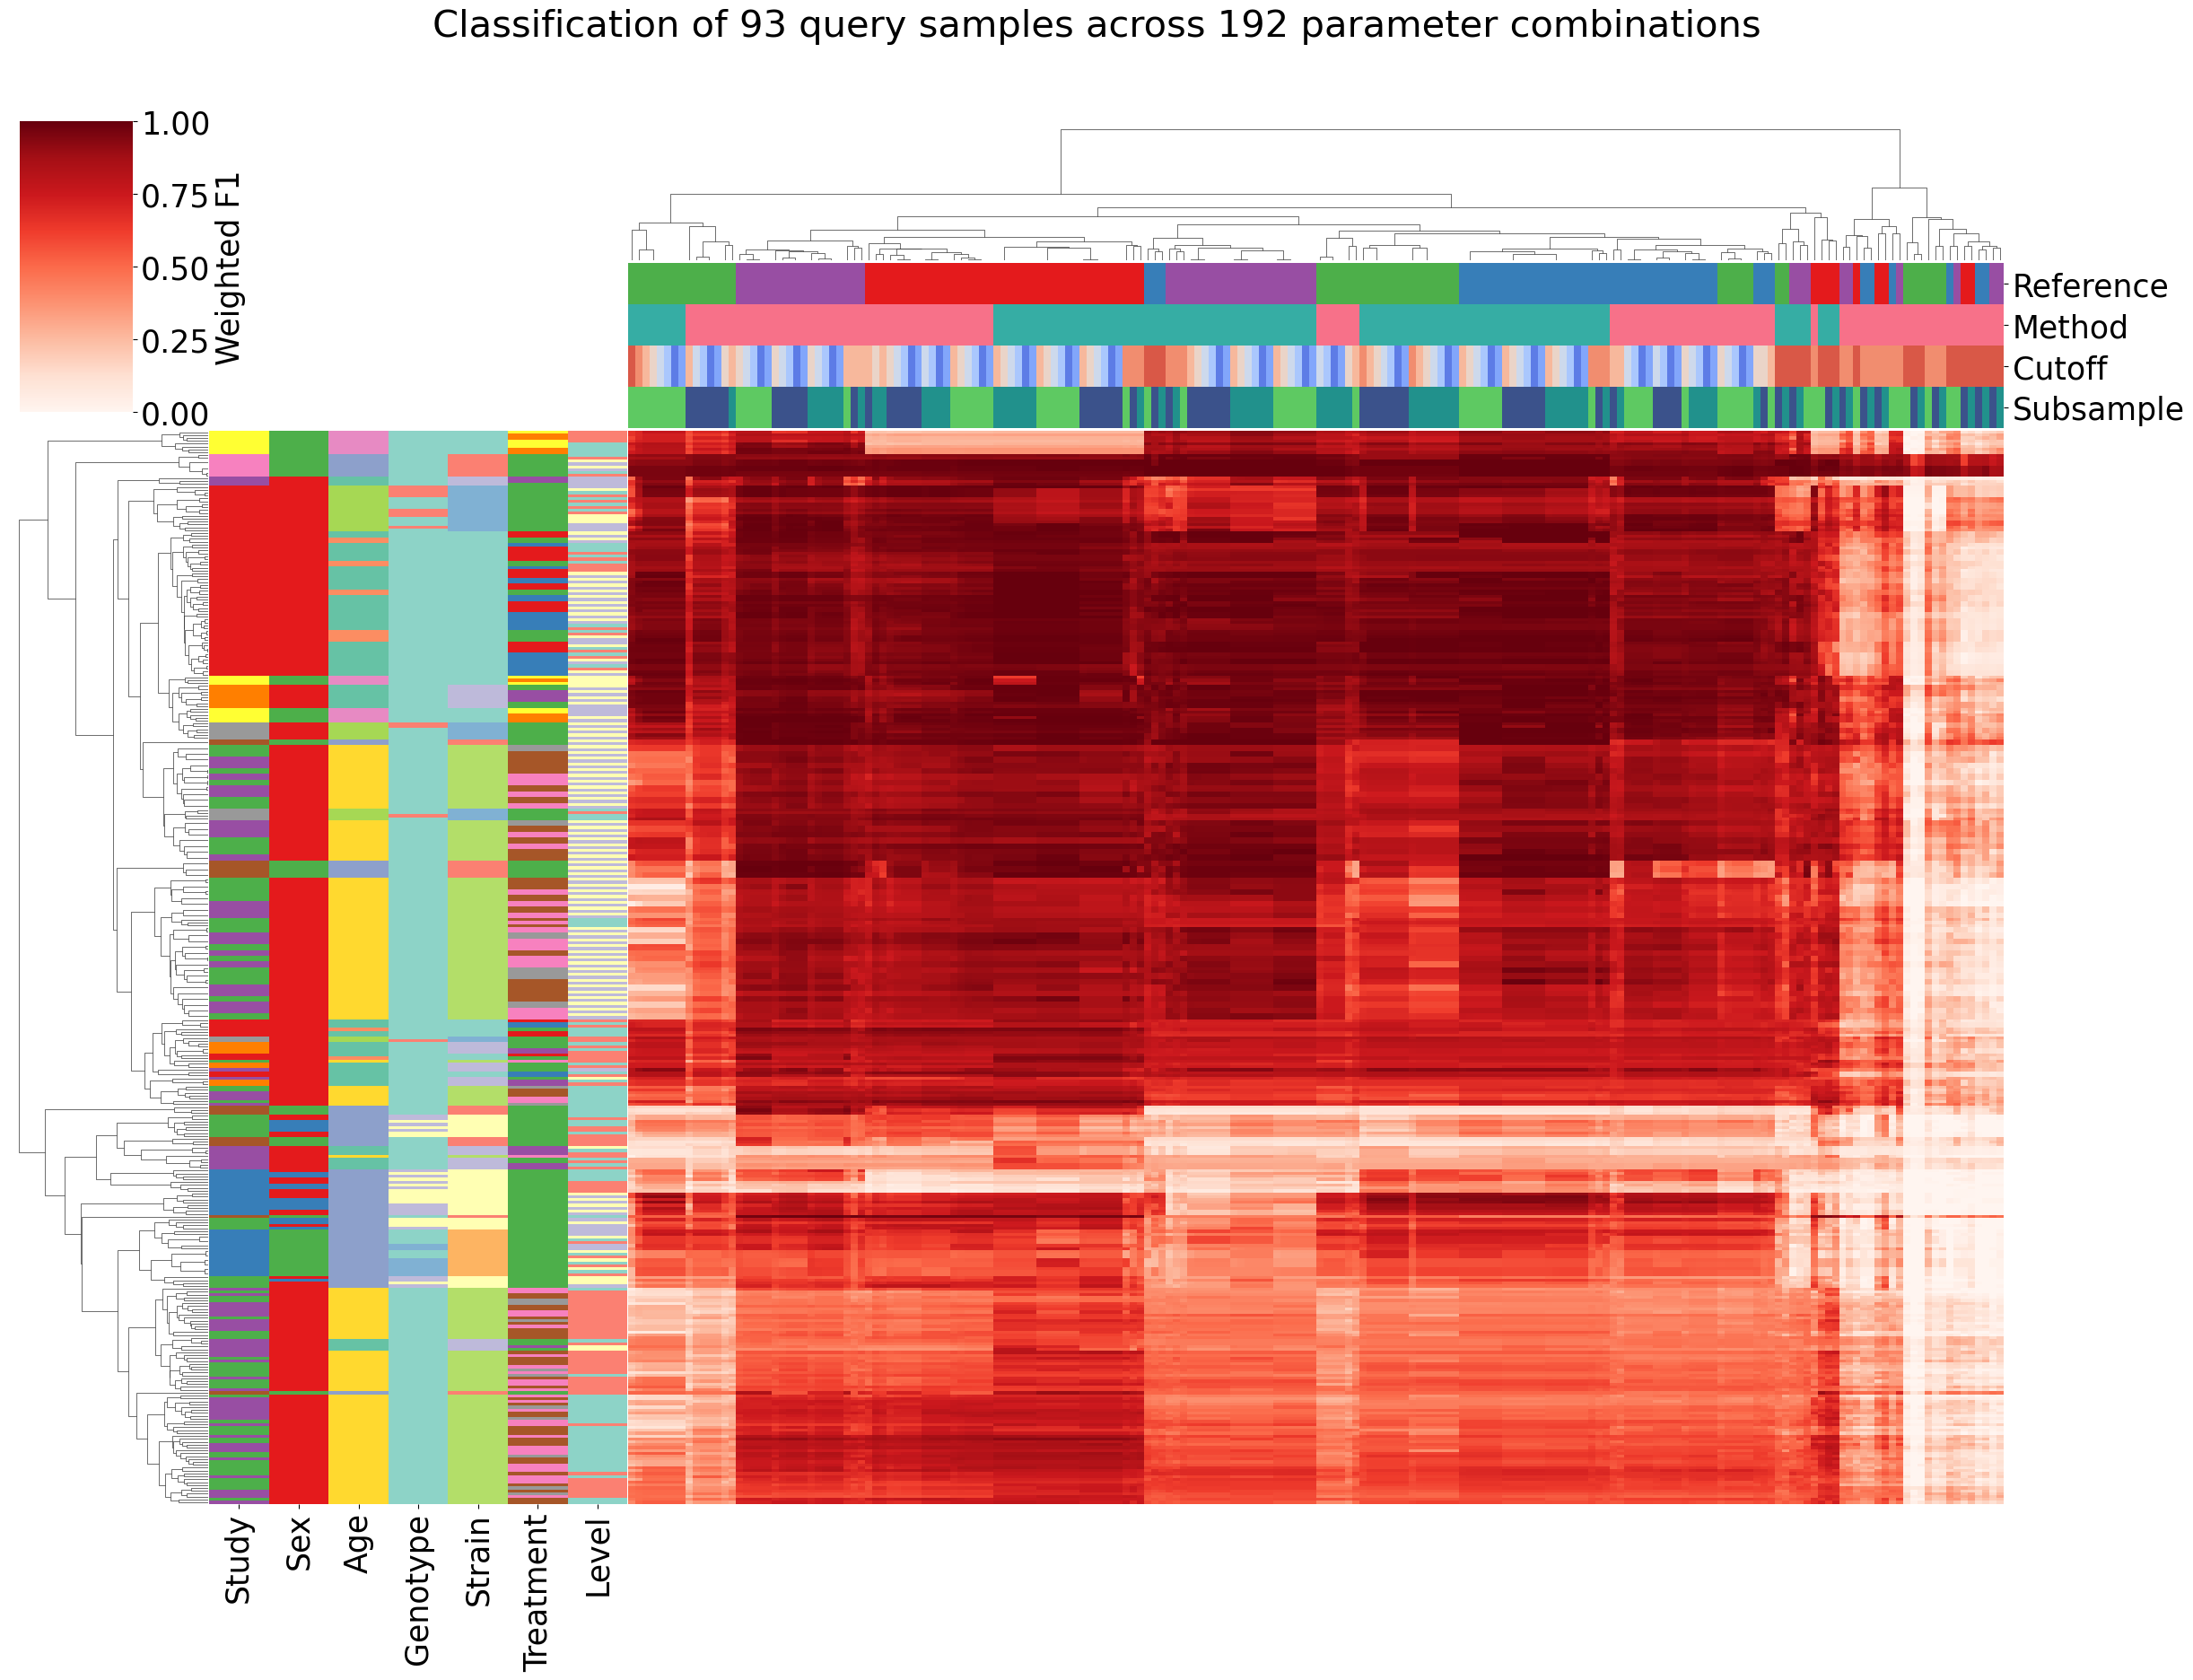 Classification of 93 query samples across 192 parameter combinations
1.00
0.75
0.50
0.25
0.00
Weighted F1
Reference
Method
Cutoff
Subsample
Study
Sex
Age
Genotype
Strain
Treatment
Level